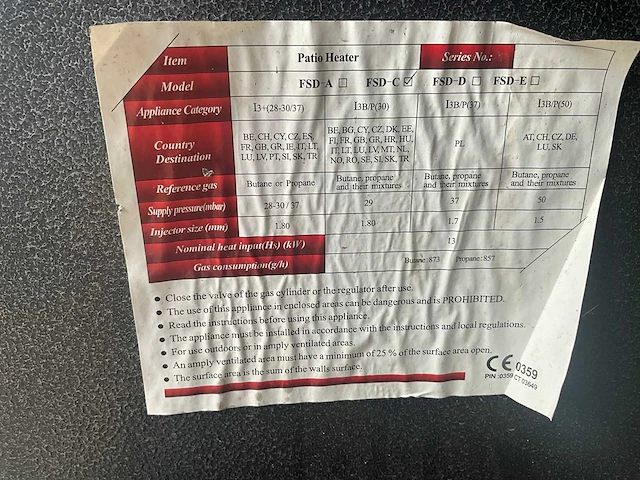 Item Patio Heater Series No.:
Model FSD-A □ FSD-C ☑ FSD-D □ FSD-E □
Appliance Category I3+(28-30/37) I3B/P(30) I3B/P(37) I3B/P(50)
Country Destination BE, CH, CY, CZ, ES, BE, BG, CY, CZ, DK, EE, PL AT, CH, CZ, DE,
FR, GB, GR, IE, IT, LT, FI, FR, GB, GR, HR, HU, LU, SK
LU, LV, PT, SI, SK, TR IT, LT, LU, LV, MT, NL,
NO, RO, SE, SI, SK, TR
Reference gas Butane or Propane Butane, propane and their mixtures Butane, propane and their mixtures Butane, propane and their mixtures
Supply pressure(mbar) 28-30/37 29 37 50
Injector size (mm) 1.80 1.80 1.7 1.5
Nominal heat input(Hs) (kW) 13
Gas consumption(g/h) Butane:873 Propane:857
● Close the valve of the gas cylinder or the regulator after use.
● The use of this appliance in enclosed areas can be dangerous and is PROHIBITED.
● Read the instructions before using this appliance.
● The appliance must be installed in accordance with the instructions and local regulations.
● For use outdoors or in amply ventilated areas.
● An amply ventilated area must have a minimum of 25 % of the surface area open.
● The surface area is the sum of the walls surface.
CE 0359
PIN :0359 CT 03649